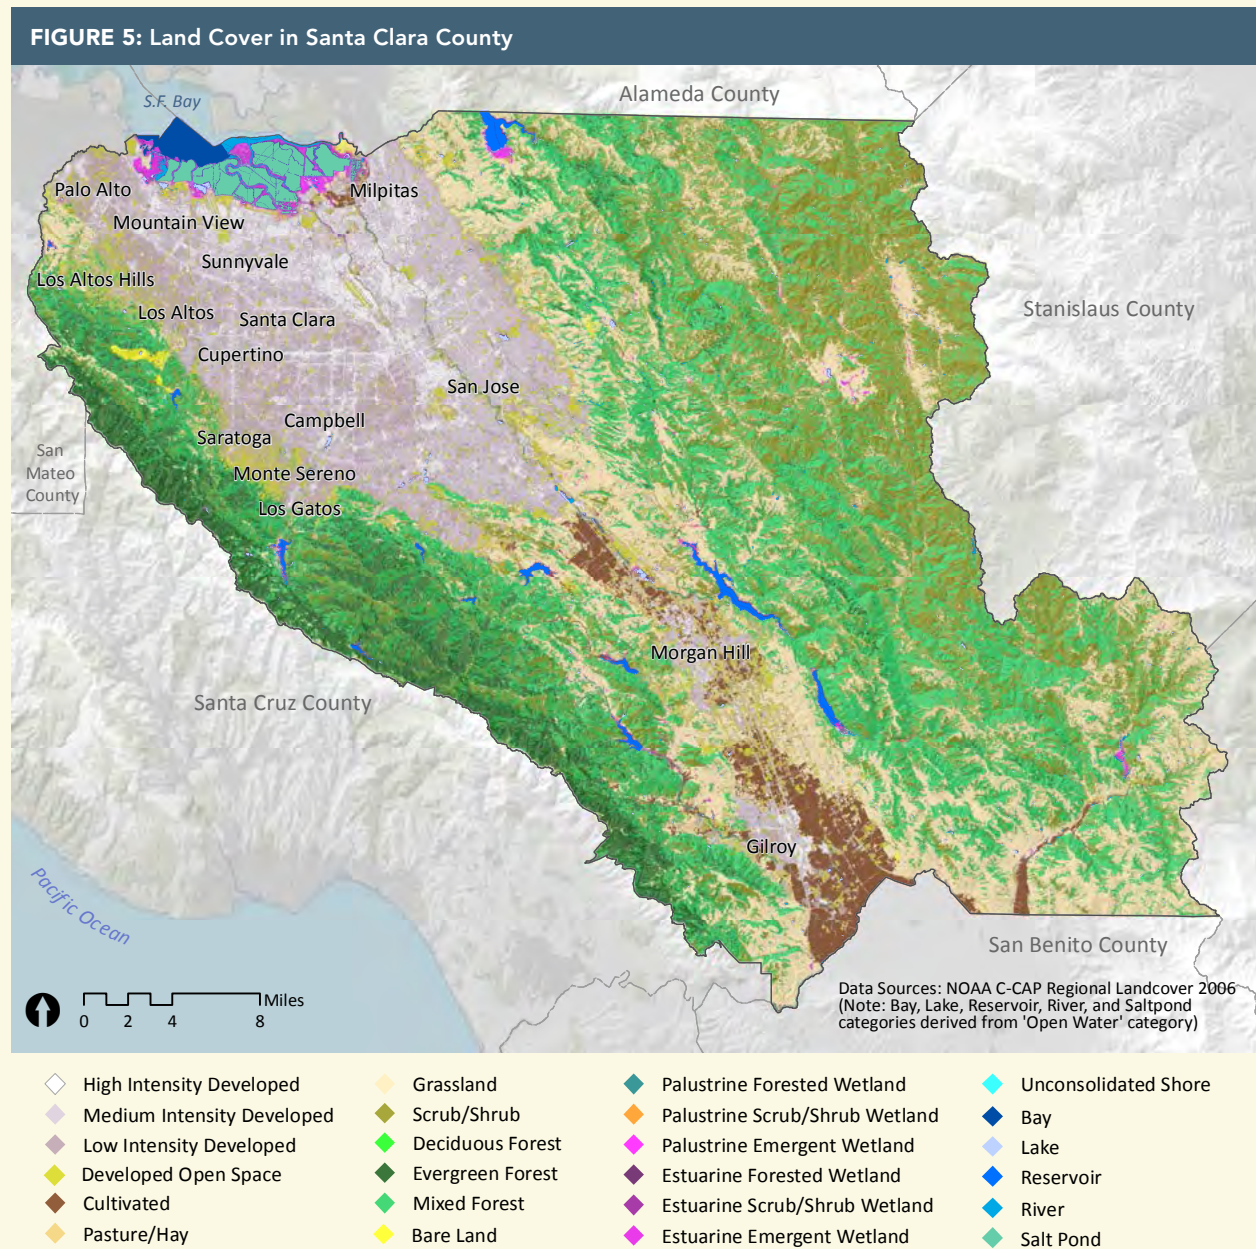 FIGURE 5: Land Cover in Santa Clara County
Alameda County
S.F. Bay
Palo Alto
Milpitas
Mountain View
Sunnyvale
Los Altos Hills
Stanislaus County
Los Altos
Santa Clara
Cupertino
San Jose
Campbell
Saratoga
San
Mateo
County
Monte Sereno
Los Gatos
Morgan Hill
Santa Cruz County
Gilroy
Pacific Ocean
San Benito County
Miles
0 2 4 8
Data Sources: NOAA C-CAP Regional Landcover 2006
(Note: Bay, Lake, Reservoir, River, and Saltpond
categories derived from 'Open Water' category)
High Intensity Developed
Medium Intensity Developed
Low Intensity Developed
Developed Open Space
Cultivated
Pasture/Hay
Grassland
Scrub/Shrub
Deciduous Forest
Evergreen Forest
Mixed Forest
Bare Land
Palustrine Forested Wetland
Palustrine Scrub/Shrub Wetland
Palustrine Emergent Wetland
Estuarine Forested Wetland
Estuarine Scrub/Shrub Wetland
Estuarine Emergent Wetland
Unconsolidated Shore
Bay
Lake
Reservoir
River
Salt Pond